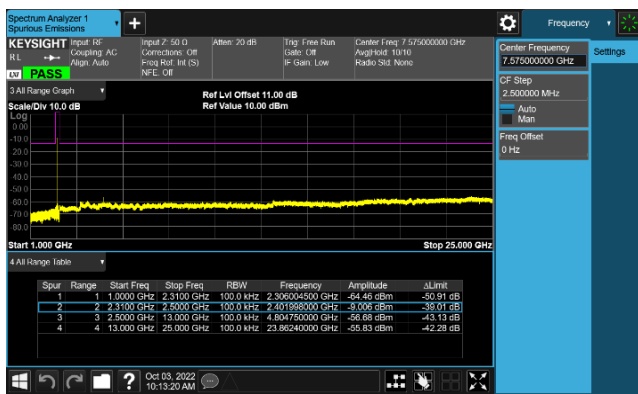 Spectrum Analyzer 1
Spurious Emissions
+
Frequency
KEYSIGHT Input: RF Input Z: 50 Ω Atten: 20 dB Trig: Free Run Center Freq: 7.575000000 GHz
RL Coupling: AC Corrections: Off Gate: Off Avg|Hold: 10/10
Align: Auto Freq Ref: Int (S) IF Gain: Low Radio Std: None
NFE: Off
LXI PASS
Center Frequency
7.575000000 GHz
Settings
CF Step
2.500000 MHz
Auto
Man
Freq Offset
0 Hz
3 All Range Graph
Ref Lvl Offset 11.00 dB
Scale/Div 10.0 dB Ref Value 10.00 dBm
Log
0.00
-10.0
-20.0
-30.0
-40.0
-50.0
-60.0
-70.0
-80.0
Start 1.000 GHz Stop 25.000 GHz
4 All Range Table
Spur Range Start Freq Stop Freq RBW Frequency Amplitude ΔLimit
1 1 1.0000 GHz 2.3100 GHz 100.0 kHz 2.306004500 GHz -64.46 dBm -50.91 dB
2 2 2.3100 GHz 2.5000 GHz 100.0 kHz 2.401998000 GHz -9.006 dBm -39.01 dB
3 3 2.5000 GHz 13.000 GHz 100.0 kHz 4.804750000 GHz -56.68 dBm -43.13 dB
4 4 13.000 GHz 25.000 GHz 100.0 kHz 23.86240000 GHz -55.83 dBm -42.28 dB
? Oct 03, 2022
10:13:20 AM